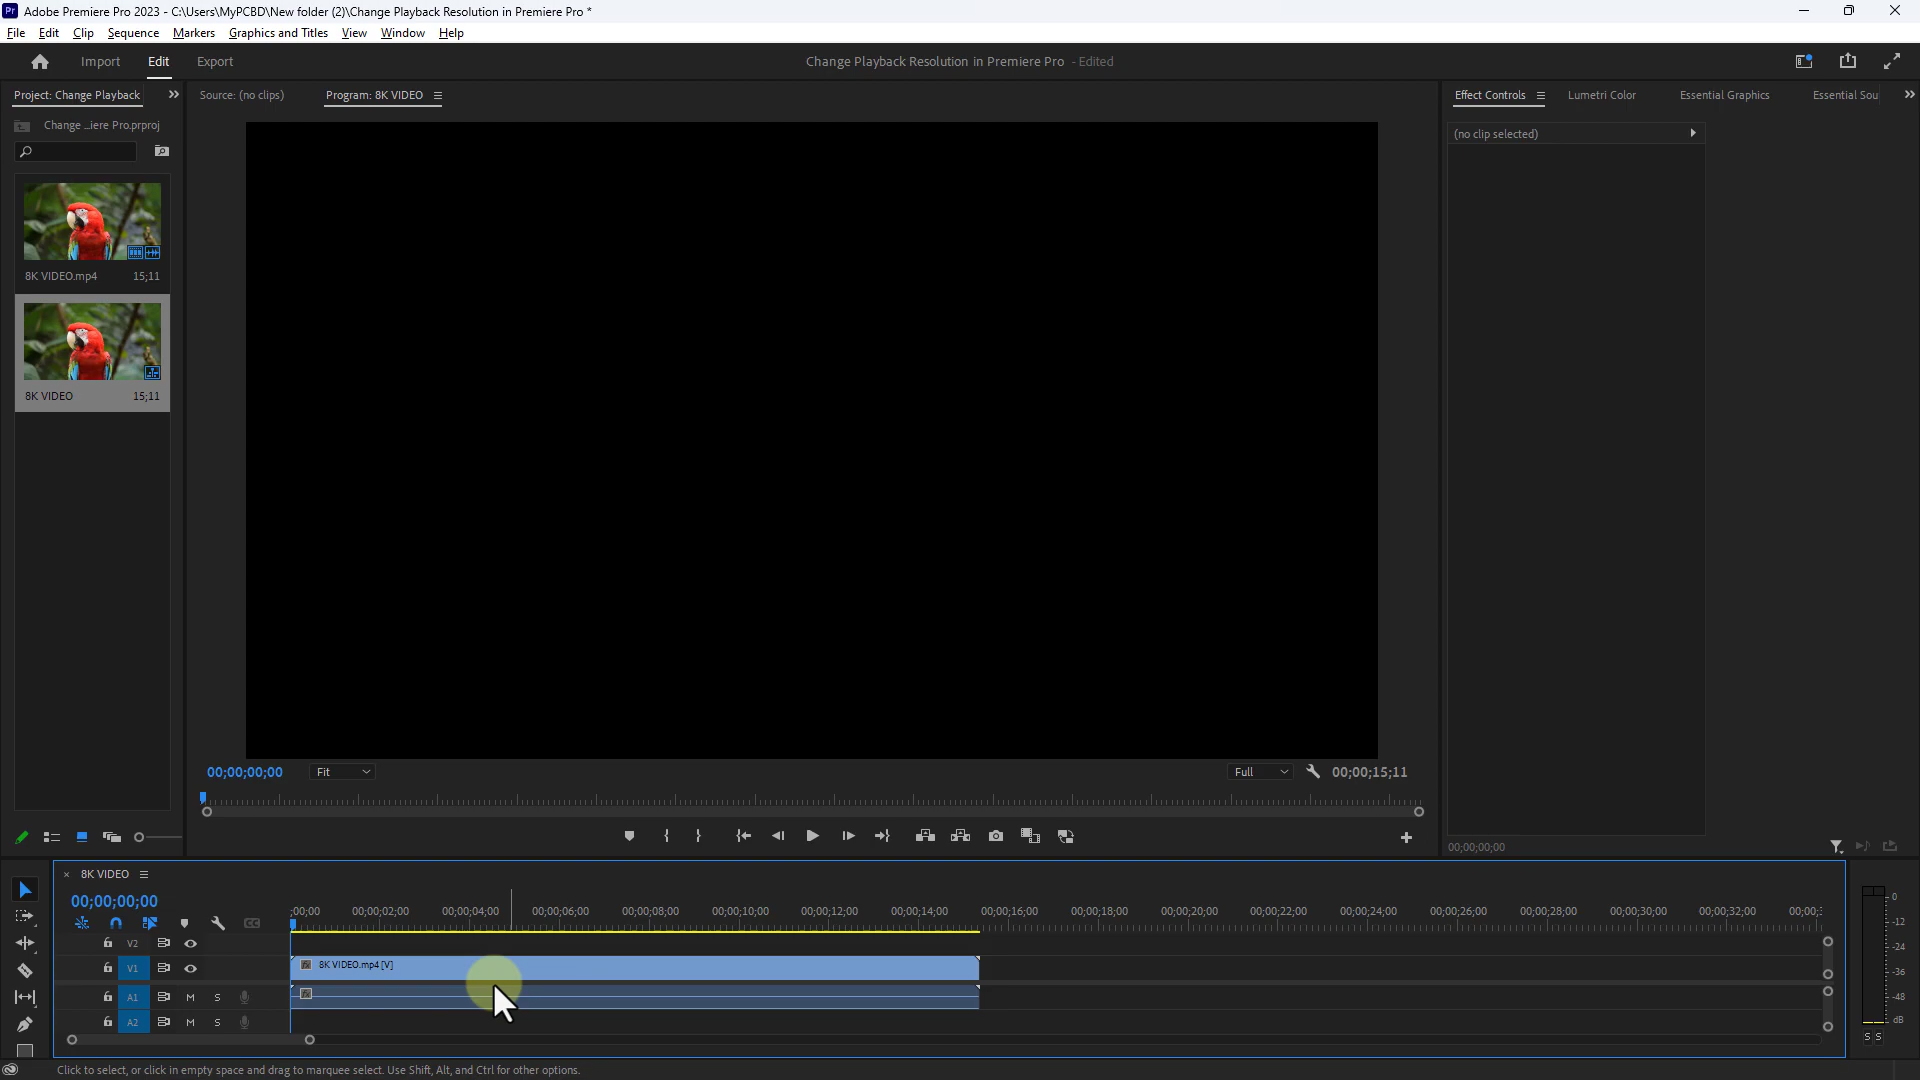 Pr Adobe Premiere Pro 2023 - C:\Users\MyPCBD\New folder (2)\Change Playback Resolution in Premiere Pro *
File Edit Clip Sequence Markers Graphics and Titles View Window Help
Import Edit Export Change Playback Resolution in Premiere Pro - Edited
Project: Change Playback Source: (no clips) Program: 8K VIDEO Effect Controls Lumetri Color Essential Graphics Essential Sou
Change ...iere Pro.prproj
(no clip selected)
8K VIDEO.mp4 15;11
8K VIDEO 15;11
00;00;00;00 Fit Full 00;00;15;11
00;00;00;00
8K VIDEO
00;00;00;00
;00;00 00;00;02;00 00;00;04;00 00;00;06;00 00;00;08;00 00;00;10;00 00;00;12;00 00;00;14;00 00;00;16;00 00;00;18;00 00;00;20;00 00;00;22;00 00;00;24;00 00;00;26;00 00;00;28;00 00;00;30;00 00;00;32;00 00;00;:
CC
V2
V1 8K VIDEO.mp4 [V]
A1 M S
A2 M S
0
-12
-24
-36
-48
dB
S S
Click to select, or click in empty space and drag to marquee select. Use Shift, Alt, and Ctrl for other options.